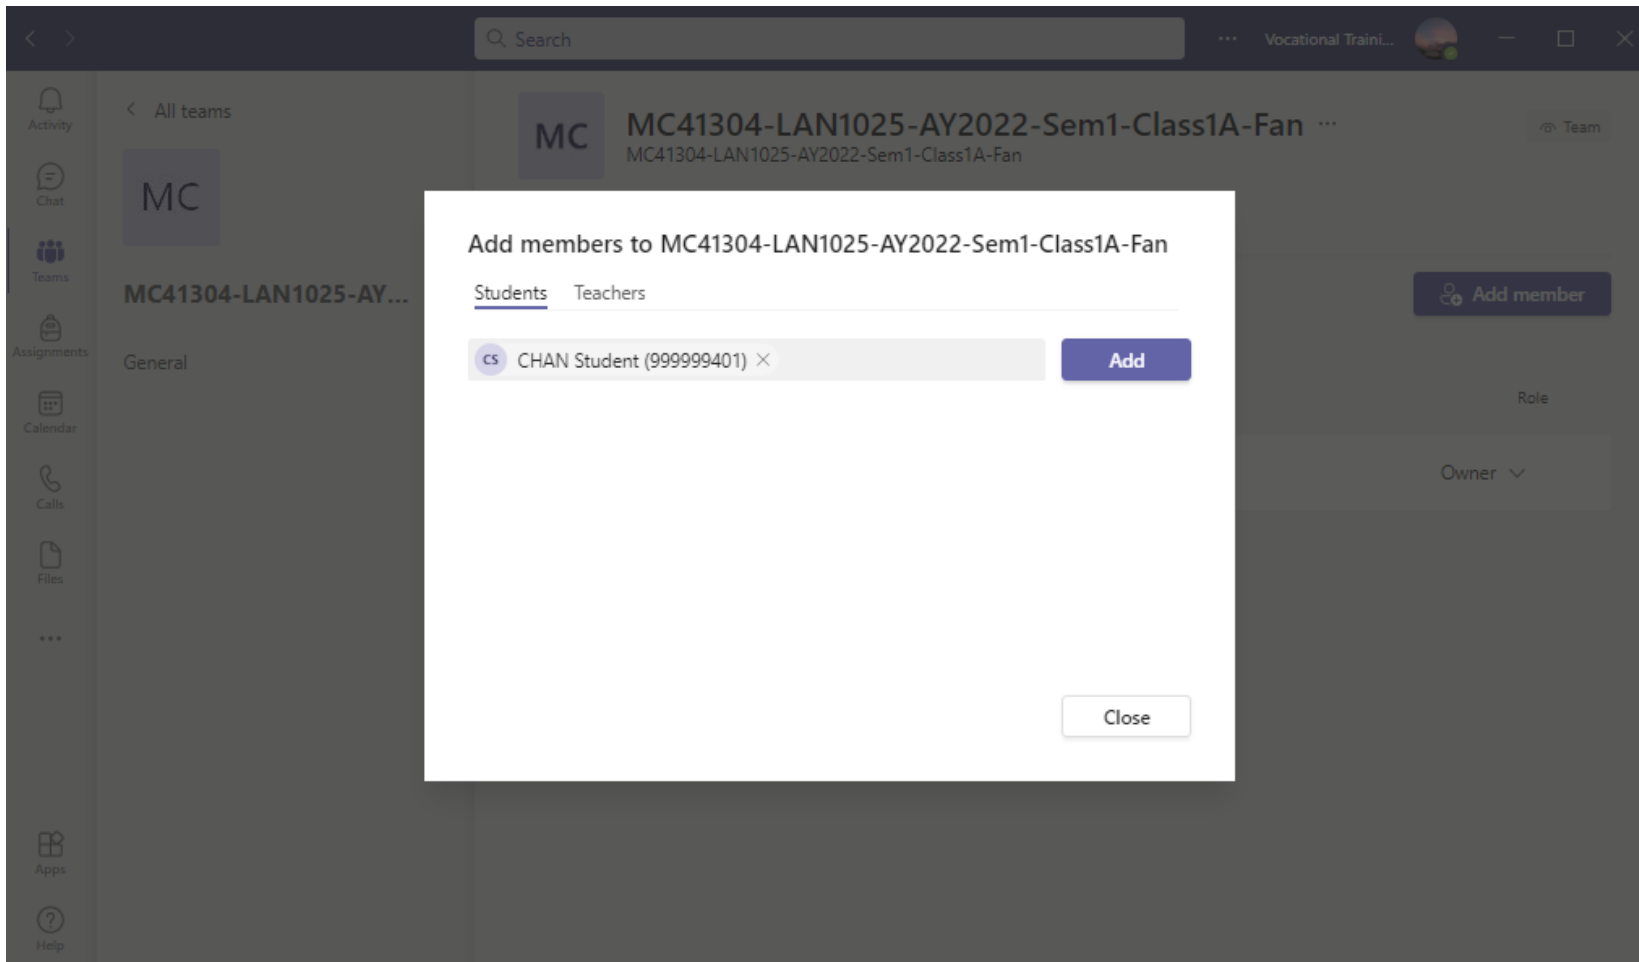 Search
Vocational Traini...
Activity
Chat
Teams
Assignments
Calendar
Calls
Files
Apps
Help
All teams
MC
MC41304-LAN1025-AY...
General
MC
MC41304-LAN1025-AY2022-Sem1-Class1A-Fan
MC41304-LAN1025-AY2022-Sem1-Class1A-Fan
Team
Add member
Role
Owner
Add members to MC41304-LAN1025-AY2022-Sem1-Class1A-Fan
Students Teachers
CS CHAN Student (999999401)
Add
Close